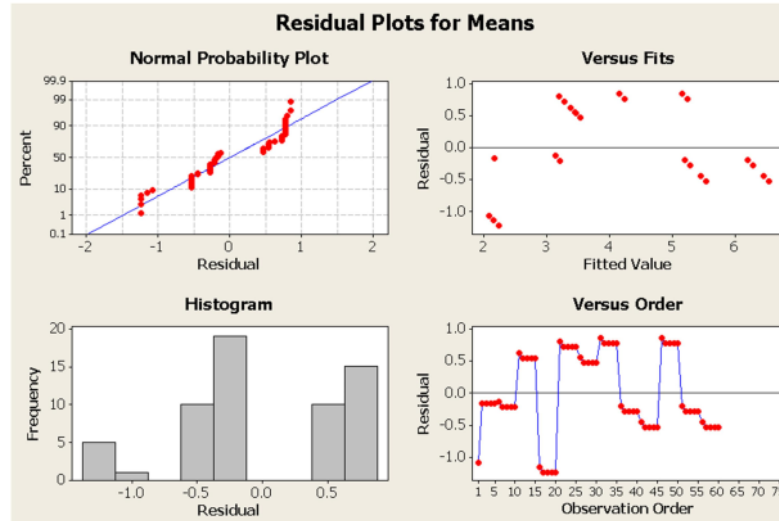 Residual Plots for Means
Normal Probability Plot
99.9
99
90
50
10
1
0.1
Percent
-2
-1
0
1
2
Residual
Versus Fits
1.0
0.5
0.0
-0.5
-1.0
Residual
2
3
4
5
6
Fitted Value
Histogram
20
15
10
5
0
Frequency
-1.0
-0.5
0.0
0.5
Residual
Versus Order
1.0
0.5
0.0
-0.5
-1.0
Residual
1 5 10 15 20 25 30 35 40 45 50 55 60 65 70
Observation Order